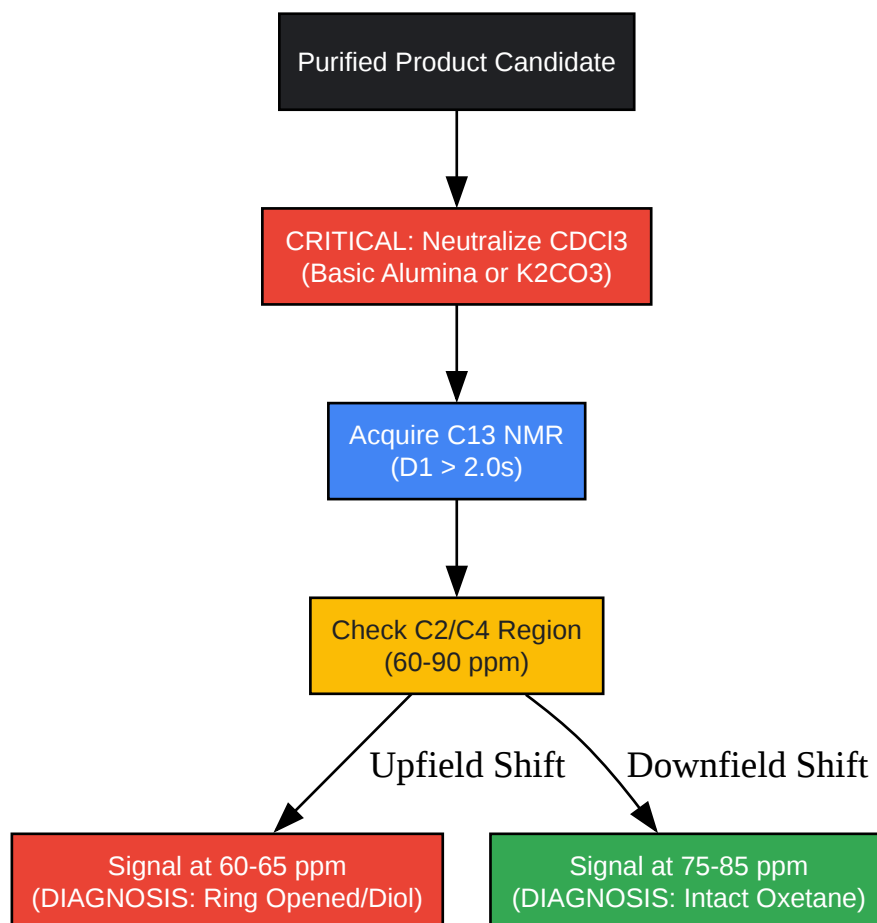 Purified Product Candidate
CRITICAL: Neutralize CDCl3
(Basic Alumina or K2CO3)
Acquire C13 NMR
(D1 > 2.0s)
Check C2/C4 Region
(60-90 ppm)
Upfield Shift
Downfield Shift
Signal at 60-65 ppm
(DIAGNOSIS: Ring Opened/Diol)
Signal at 75-85 ppm
(DIAGNOSIS: Intact Oxetane)